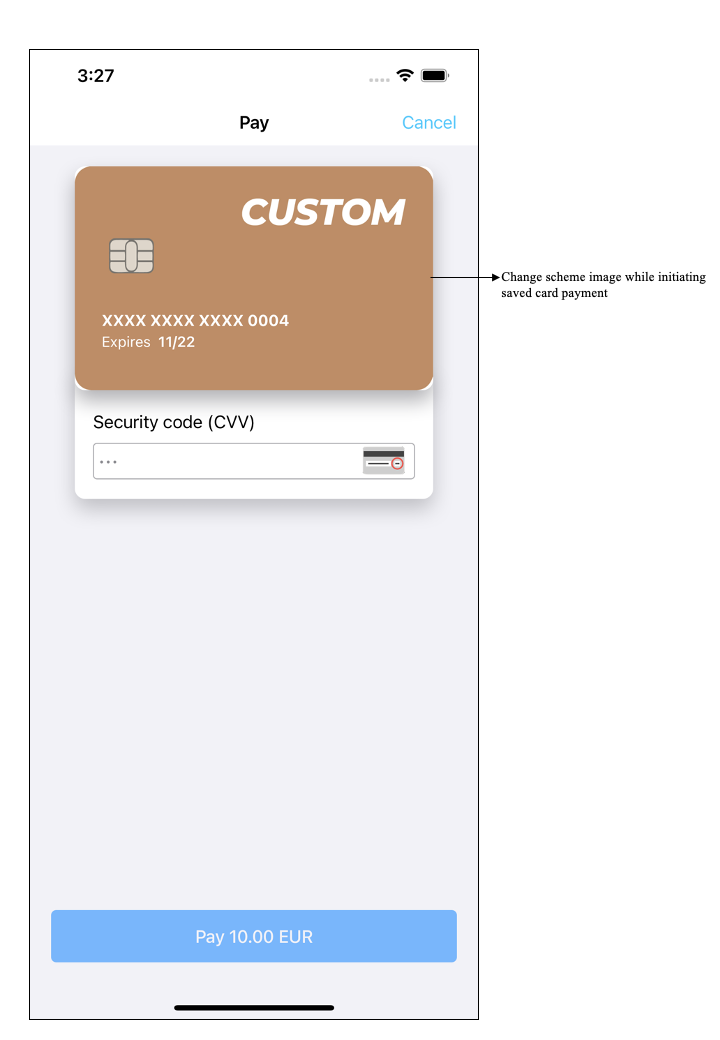 3:27
Pay
Cancel
CUSTOM
XXXX XXXX XXXX 0004
Expires 11/22
Change scheme image while initiating
saved card payment
Security code (CVV)
...
Pay 10.00 EUR